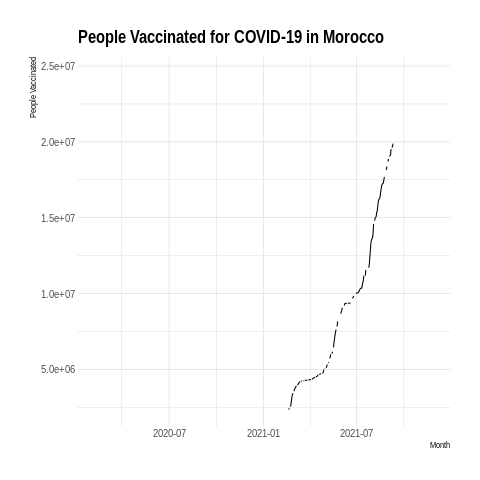 People Vaccinated for COVID-19 in Morocco
People Vaccinated
2.5e+07
2.0e+07
1.5e+07
1.0e+07
5.0e+06
2020-07
2021-01
2021-07
Month